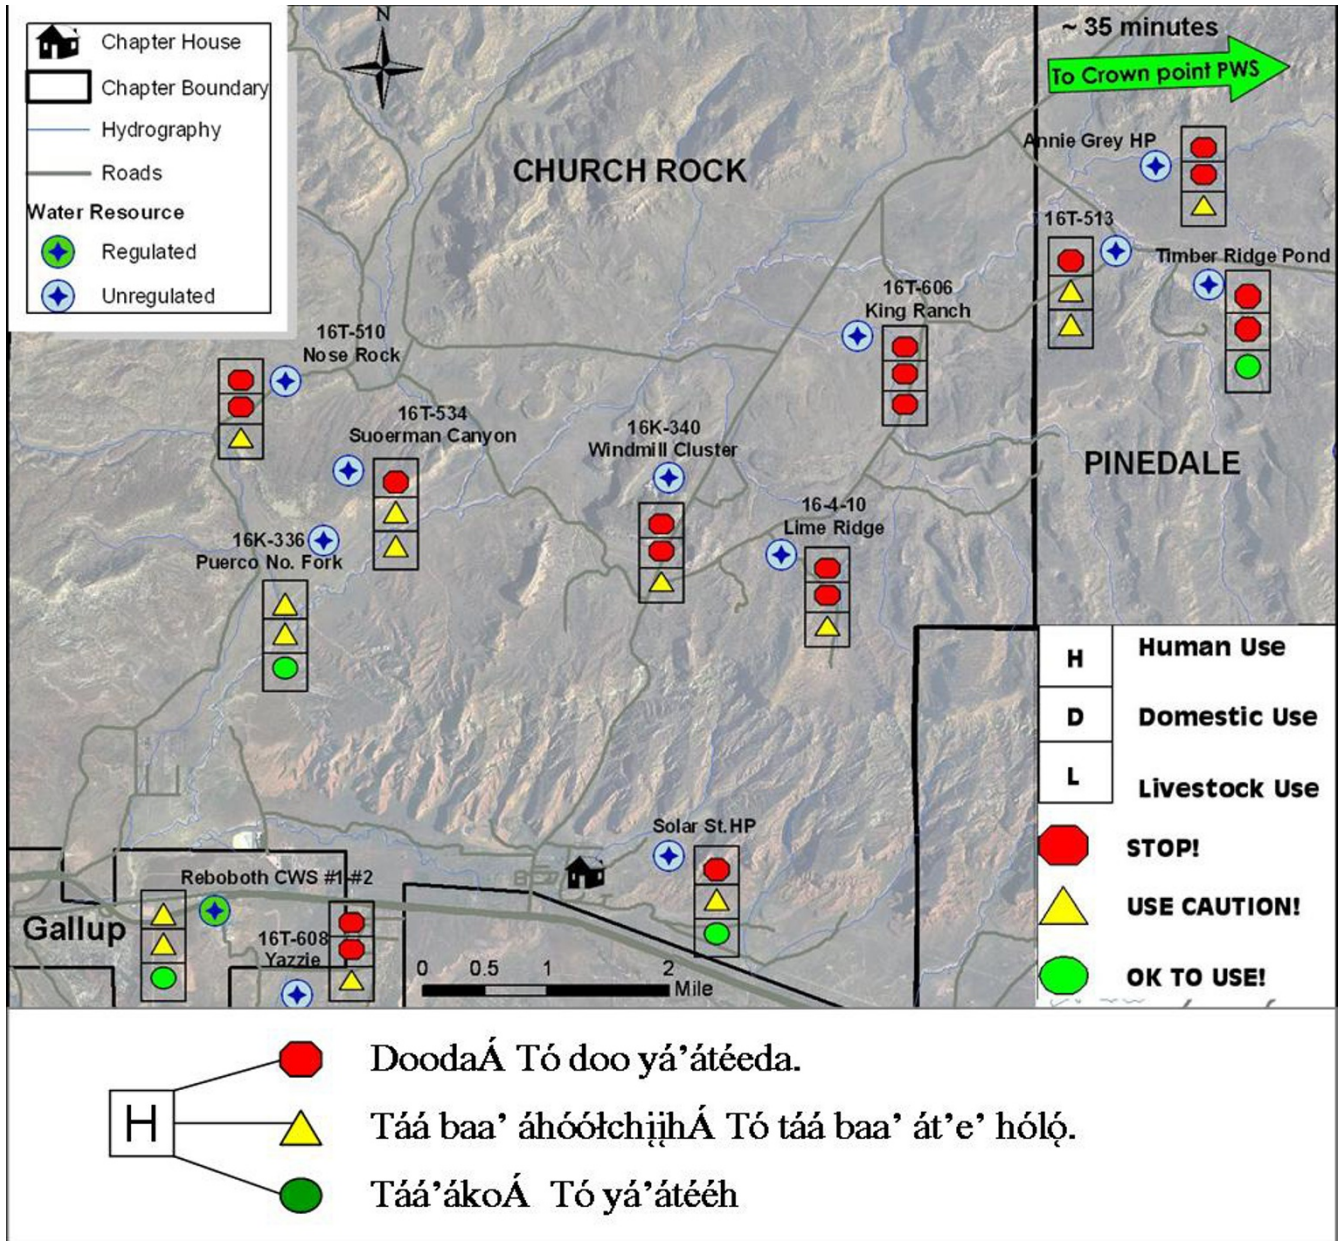 N
Chapter House
Chapter Boundary
Hydrography
Roads
Water Resource
Regulated
Unregulated
CHURCH ROCK
~ 35 minutes
To Crown point PWS
Annie Grey HP
16T-513
Timber Ridge Pond
16T-606
King Ranch
16T-510
Nose Rock
16T-534
Suoerman Canyon
16K-340
Windmill Cluster
PINEDALE
16-4-10
Lime Ridge
16K-336
Puerco No. Fork
H Human Use
D Domestic Use
L Livestock Use
STOP!
USE CAUTION!
OK TO USE!
Solar St.HP
Reboboth CWS #1-#2
Gallup
16T-608
Yazzie
0 0.5 1 2
Mile
H
DoodaÁ Tó doo yá’átéeda.
Táá baa’ áhóółchįįhÁ Tó táá baa’ át’e’ hólǫ́.
Táá’ákoÁ Tó yá’átééh